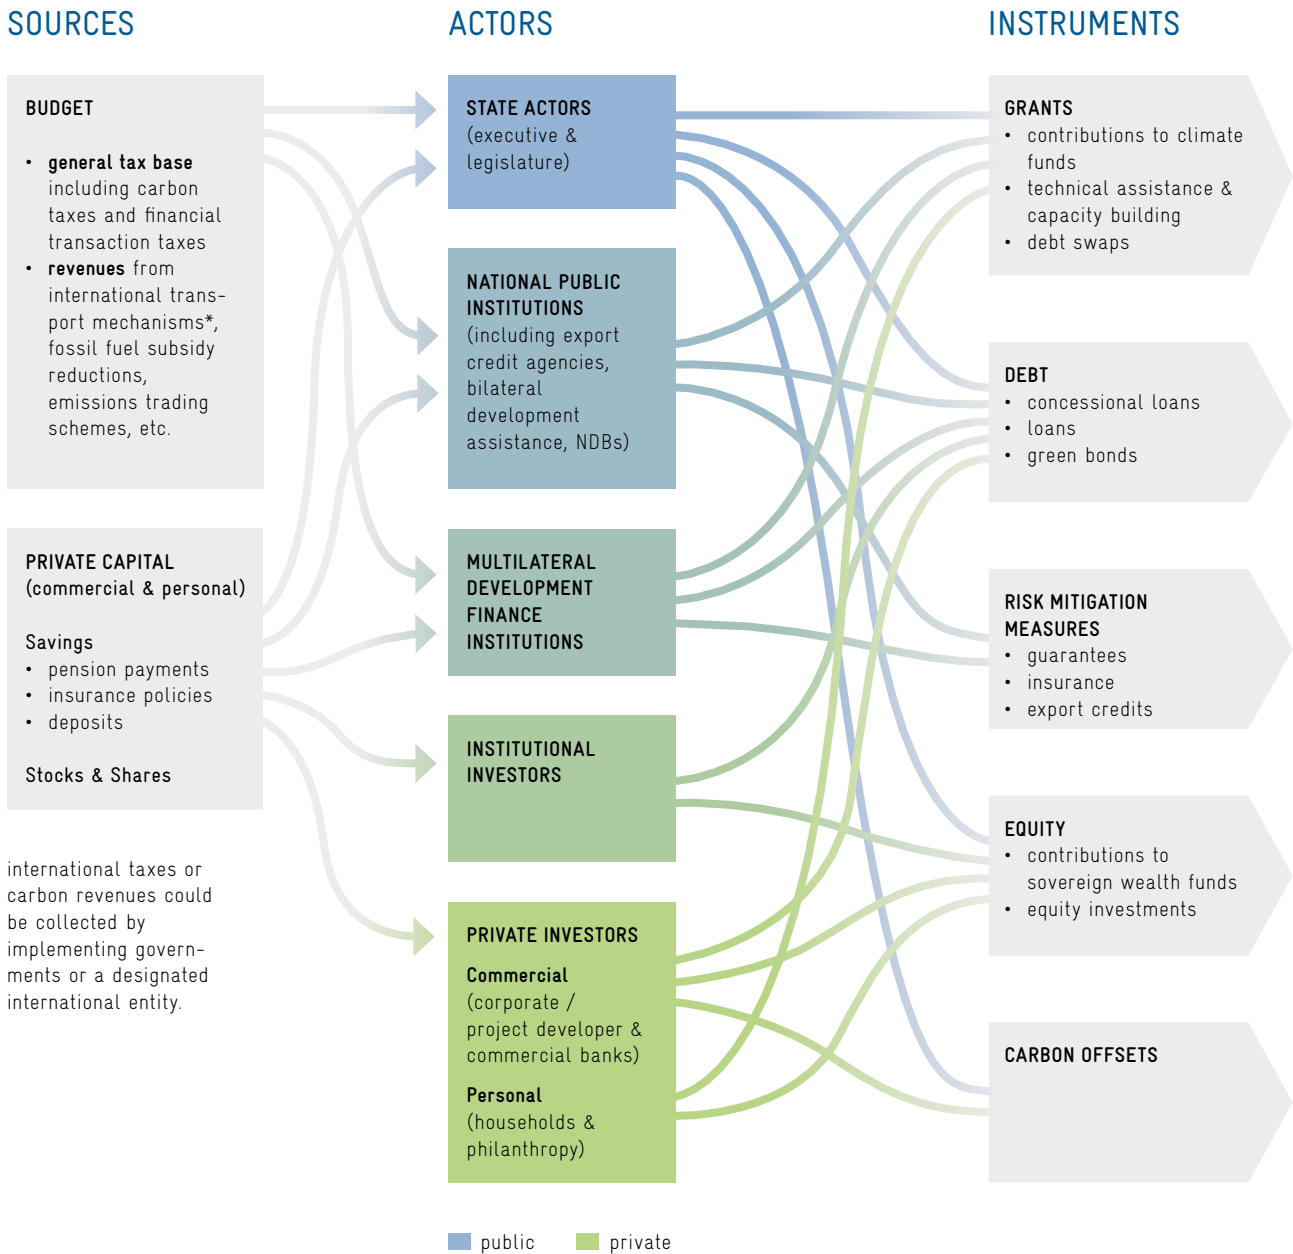 SOURCES
BUDGET
• general tax base
including carbon
taxes and financial
transaction taxes
• revenues from
international trans-
port mechanisms*,
fossil fuel subsidy
reductions,
emissions trading
schemes, etc.
PRIVATE CAPITAL
(commercial & personal)
Savings
• pension payments
• insurance policies
• deposits
Stocks & Shares
international taxes or
carbon revenues could
be collected by
implementing govern-
ments or a designated
international entity.
ACTORS
STATE ACTORS
(executive &
legislature)
NATIONAL PUBLIC
INSTITUTIONS
(including export
credit agencies,
bilateral
development
assistance, NDBs)
MULTILATERAL
DEVELOPMENT
FINANCE
INSTITUTIONS
INSTITUTIONAL
INVESTORS
PRIVATE INVESTORS
Commercial
(corporate /
project developer &
commercial banks)
Personal
(households &
philanthropy)
public
private
INSTRUMENTS
GRANTS
• contributions to climate
funds
• technical assistance &
capacity building
• debt swaps
DEBT
• concessional loans
• loans
• green bonds
RISK MITIGATION
MEASURES
• guarantees
• insurance
• export credits
EQUITY
• contributions to
sovereign wealth funds
• equity investments
CARBON OFFSETS